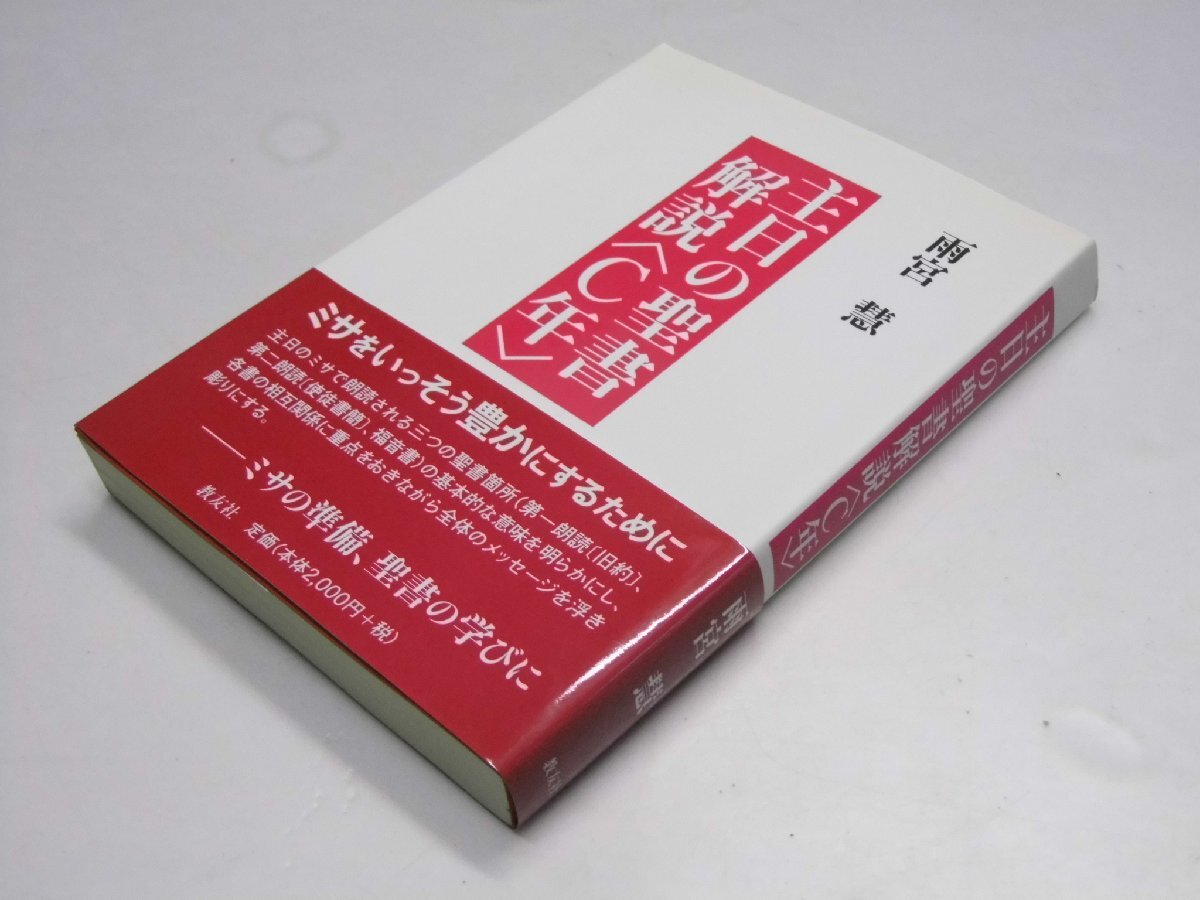 雨宮 慧
主日の聖書
解説〈C年〉
ミサをいっそう豊かにするために
主日のミサで朗読される三つの聖書箇所(第一朗読〔旧約〕、
第二朗読〔使徒書簡〕、福音書)の基本的な意味を明らかにし、
各書の相互関係に重点をおきながら全体のメッセージを浮き
彫りにする。
──ミサの準備、聖書の学びに
教友社 定価(本体2,000円+税)
主日の聖書解説〈C年〉
雨宮 慧
教友社